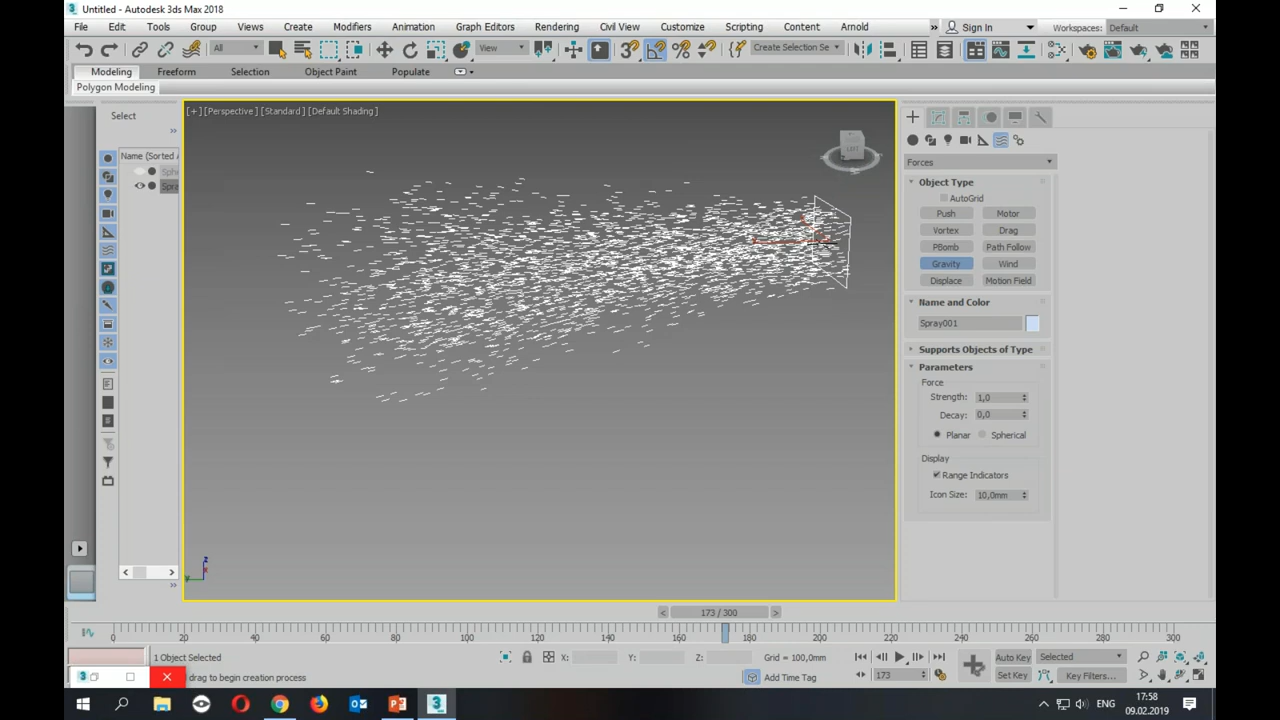 Untitled - Autodesk 3ds Max 2018
File Edit Tools Group Views Create Modifiers Animation Graph Editors Rendering Civil View Customize Scripting Content Arnold » Sign In Workspaces: Default
All View Create Selection Se
Modeling Freeform Selection Object Paint Populate
Polygon Modeling
[+] [Perspective] [Standard] [Default Shading]
Select
Name (Sorted A
Sphe
Spra
LEFT
Forces
Object Type
AutoGrid
Push Motor
Vortex Drag
PBomb Path Follow
Gravity Wind
Displace Motion Field
Name and Color
Spray001
Supports Objects of Type
Parameters
Force
Strength: 1,0
Decay: 0,0
Planar Spherical
Display
Range Indicators
Icon Size: 10,0mm
z
x
y
< 173 / 300 >
0 20 40 60 80 100 120 140 160 180 200 220 240 260 280 300
1 Object Selected X: Y: Z: Grid = 100,0mm Auto Key Selected
drag to begin creation process Add Time Tag 173 Set Key Key Filters...
ENG
17:58
09.02.2019